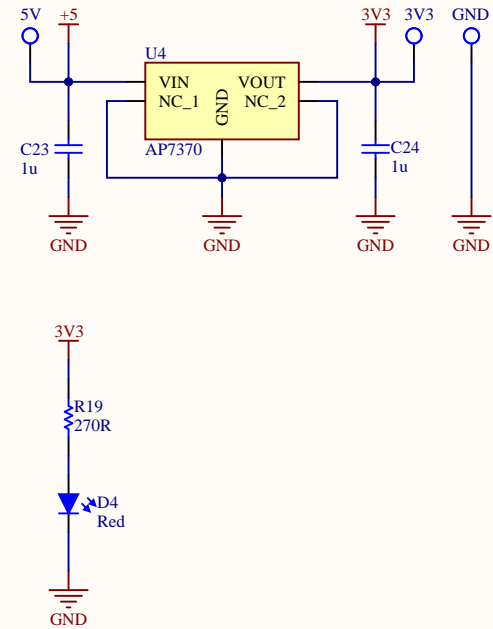 5V
+5
3V3
3V3
GND
U4
VIN
VOUT
NC_1
NC_2
GND
AP7370
C23
1u
C24
1u
GND
GND
GND
GND
3V3
R19
270R
D4
Red
GND